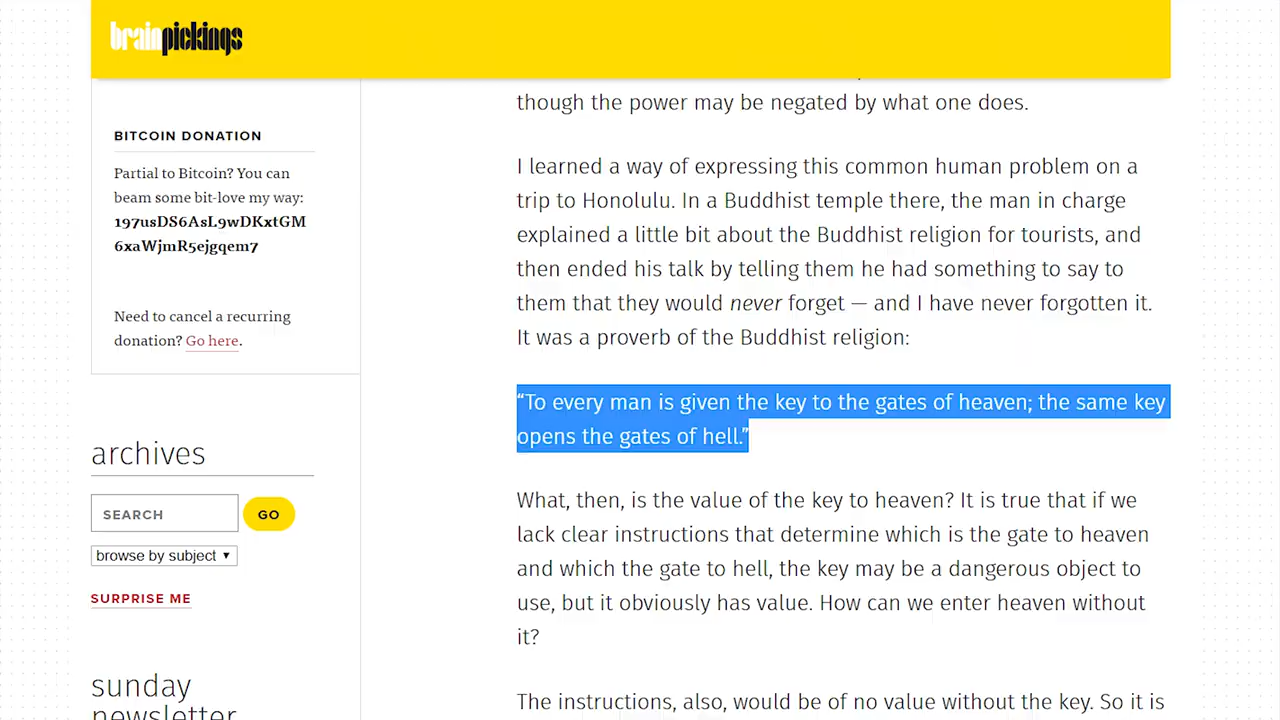 brainpickings
BITCOIN DONATION
Partial to Bitcoin? You can
beam some bit-love my way:
197usDS6AsL9wDKxtGM
6xaWjmR5ejgqem7
Need to cancel a recurring
donation? Go here.
archives
SEARCH
GO
browse by subject ▼
SURPRISE ME
sunday
newsletter
though the power may be negated by what one does.
I learned a way of expressing this common human problem on a
trip to Honolulu. In a Buddhist temple there, the man in charge
explained a little bit about the Buddhist religion for tourists, and
then ended his talk by telling them he had something to say to
them that they would never forget — and I have never forgotten it.
It was a proverb of the Buddhist religion:
“To every man is given the key to the gates of heaven; the same key
opens the gates of hell.”
What, then, is the value of the key to heaven? It is true that if we
lack clear instructions that determine which is the gate to heaven
and which the gate to hell, the key may be a dangerous object to
use, but it obviously has value. How can we enter heaven without
it?
The instructions, also, would be of no value without the key. So it is